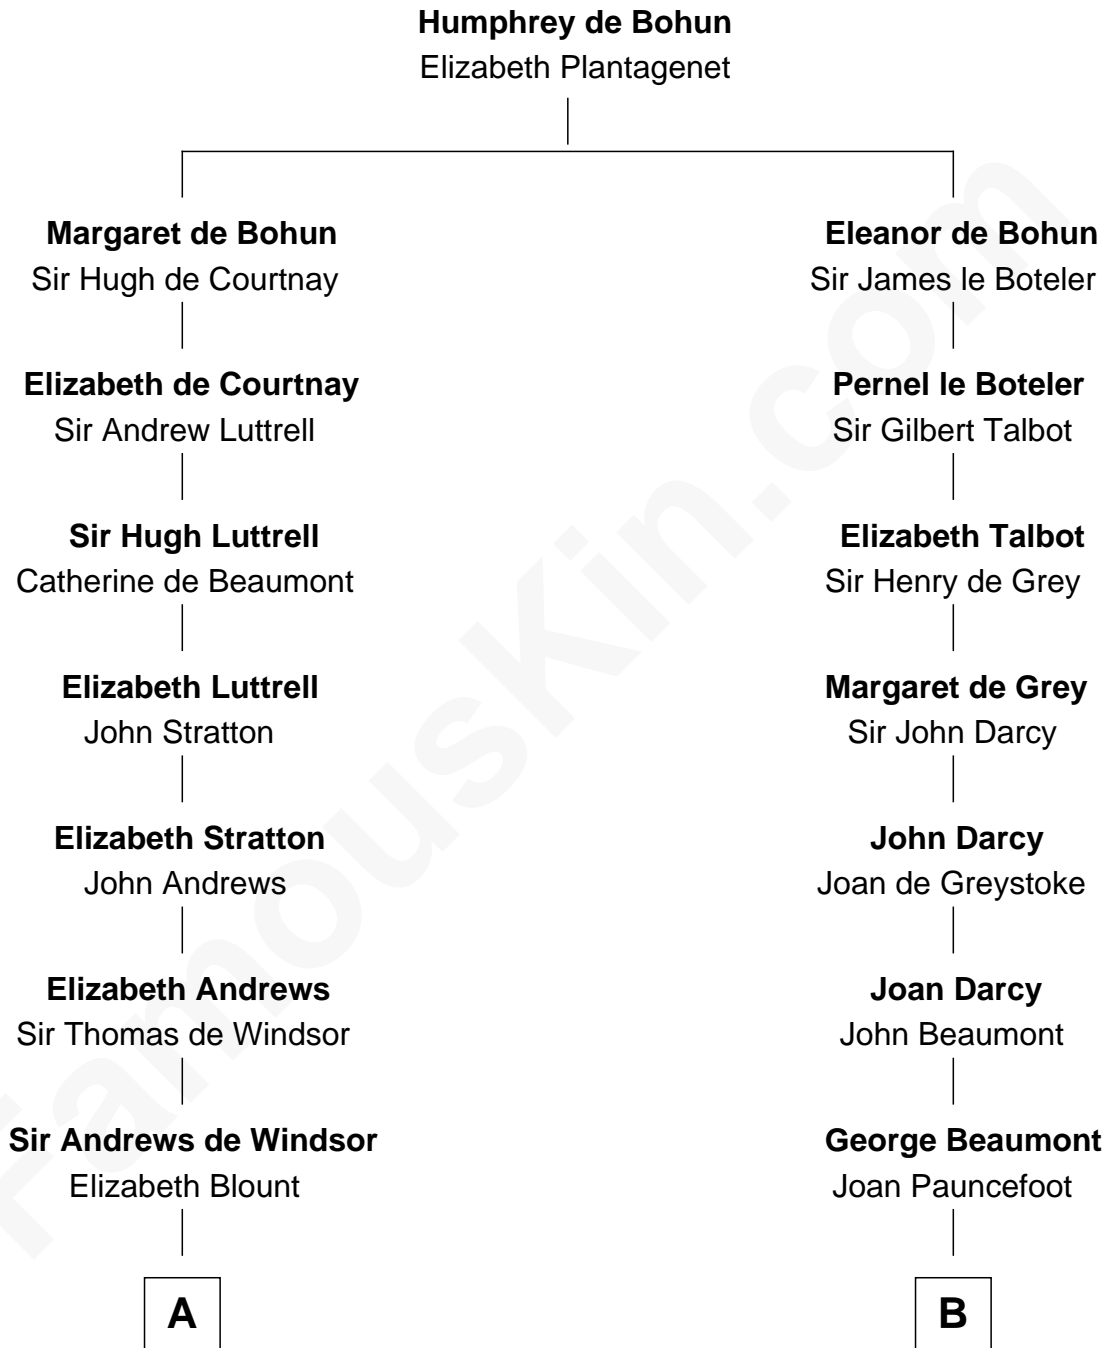 Humphrey de Bohun
Elizabeth Plantagenet
Margaret de Bohun
Sir Hugh de Courtnay
Eleanor de Bohun
Sir James le Boteler
Elizabeth de Courtnay
Sir Andrew Luttrell
Pernel le Boteler
Sir Gilbert Talbot
Sir Hugh Luttrell
Catherine de Beaumont
Elizabeth Talbot
Sir Henry de Grey
Elizabeth Luttrell
John Stratton
Margaret de Grey
Sir John Darcy
Elizabeth Stratton
John Andrews
John Darcy
Joan de Greystoke
Elizabeth Andrews
Sir Thomas de Windsor
Joan Darcy
John Beaumont
Sir Andrews de Windsor
Elizabeth Blount
George Beaumont
Joan Pauncefoot
A
B
FamousKin.com